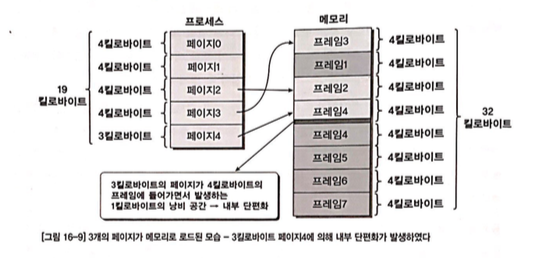 프로세스
메모리
4킬로바이트
페이지0
프레임3
4킬로바이트
4킬로바이트
페이지1
프레임1
4킬로바이트
19
킬로바이트
4킬로바이트
페이지2
프레임2
4킬로바이트
4킬로바이트
페이지3
프레임4
4킬로바이트
32
킬로바이트
3킬로바이트
페이지4
프레임4
4킬로바이트
프레임5
4킬로바이트
프레임6
4킬로바이트
프레임7
4킬로바이트
3킬로바이트의 페이지가 4킬로바이트의
프레임에 들어가면서 발생하는
1킬로바이트의 낭비 공간 → 내부 단편화
[그림 16-9] 3개의 페이지가 메모리로 로드된 모습 - 3킬로바이트 페이지4에 의해 내부 단편화가 발생하였다